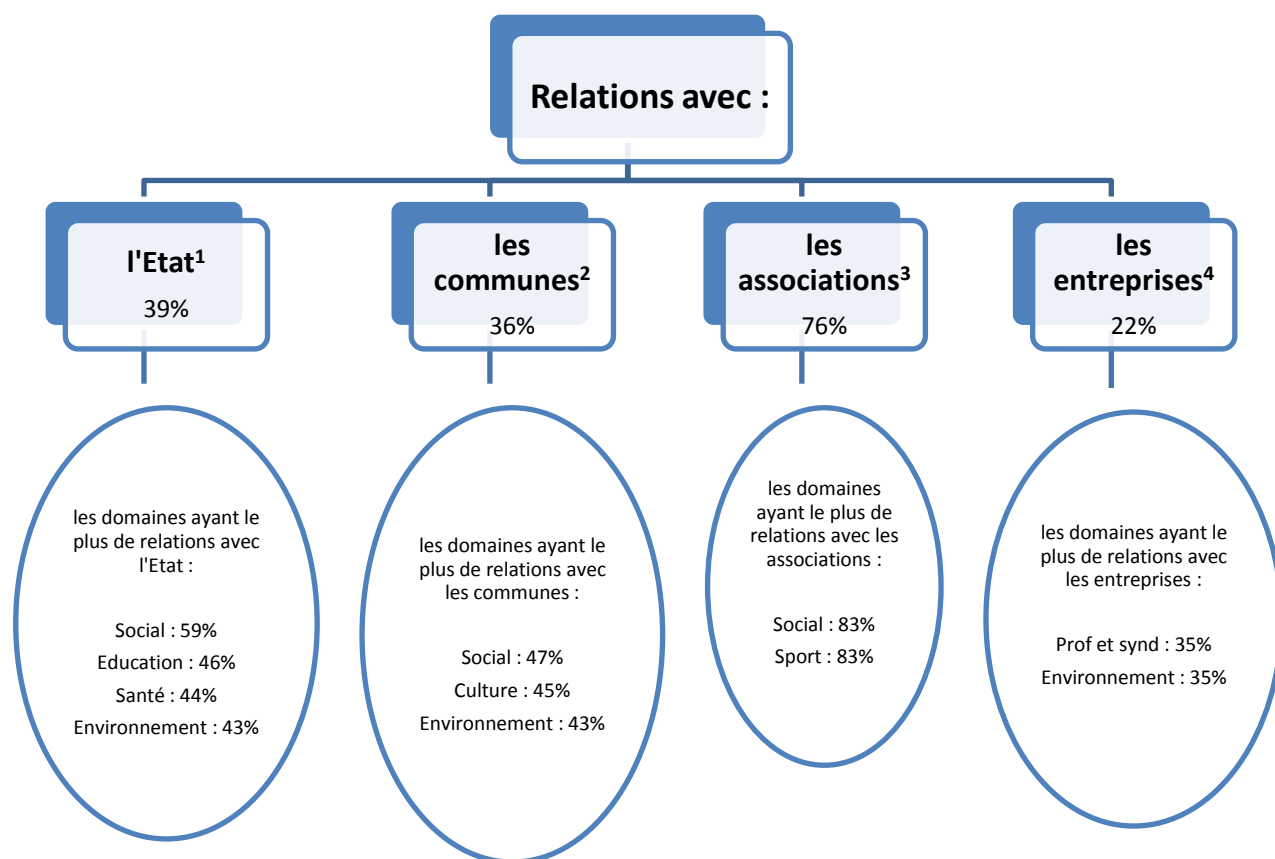 Relations avec :
l'Etat¹
39%
les
communes²
36%
les
associations³
76%
les
entreprises⁴
22%
les domaines ayant le
plus de relations avec
l'Etat :
Social : 59%
Education : 46%
Santé : 44%
Environnement : 43%
les domaines ayant le
plus de relations avec
les communes :
Social : 47%
Culture : 45%
Environnement : 43%
les domaines
ayant le plus de
relations avec les
associations :
Social : 83%
Sport : 83%
les domaines ayant le
plus de relations avec
les entreprises :
Prof et synd : 35%
Environnement : 35%